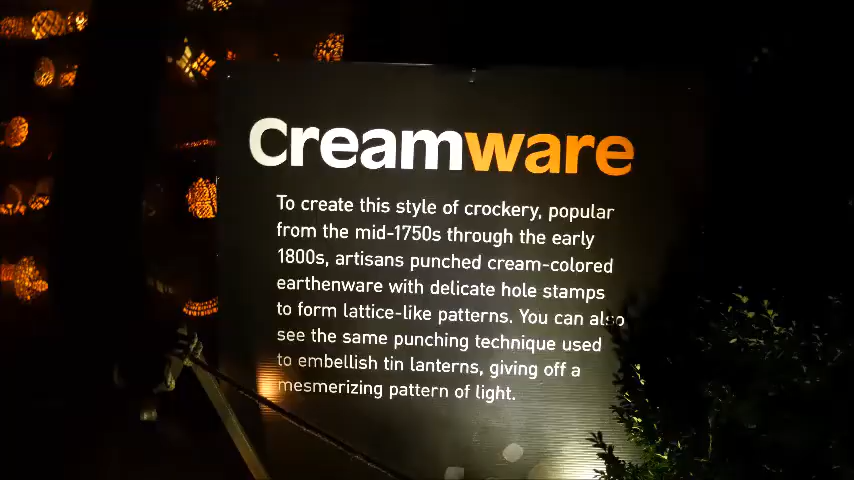 Creamware
To create this style of crockery, popular
from the mid-1750s through the early
1800s, artisans punched cream-colored
earthenware with delicate hole stamps
to form lattice-like patterns. You can also
see the same punching technique used
to embellish tin lanterns, giving off a
mesmerizing pattern of light.